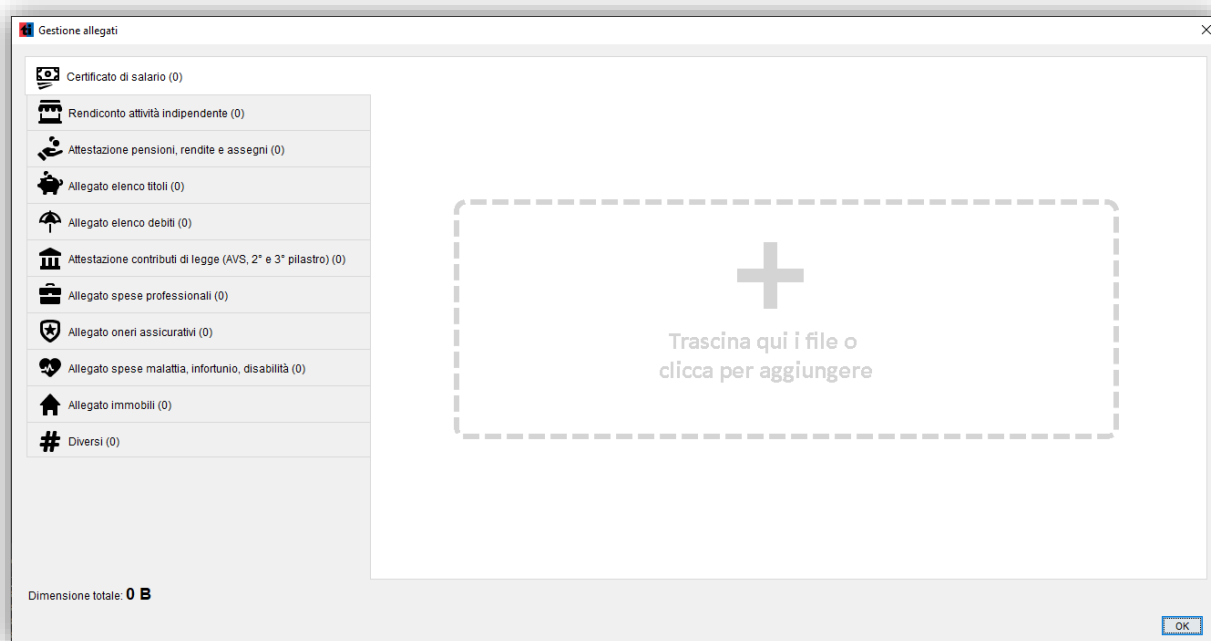 ti Gestione allegati
Certificato di salario (0)
Rendiconto attività indipendente (0)
Attestazione pensioni, rendite e assegni (0)
Allegato elenco titoli (0)
Allegato elenco debiti (0)
Attestazione contributi di legge (AVS, 2° e 3° pilastro) (0)
Allegato spese professionali (0)
Allegato oneri assicurativi (0)
Allegato spese malattia, infortunio, disabilità (0)
Allegato immobili (0)
Diversi (0)
Trascina qui i file o
clicca per aggiungere
Dimensione totale: 0 B
OK